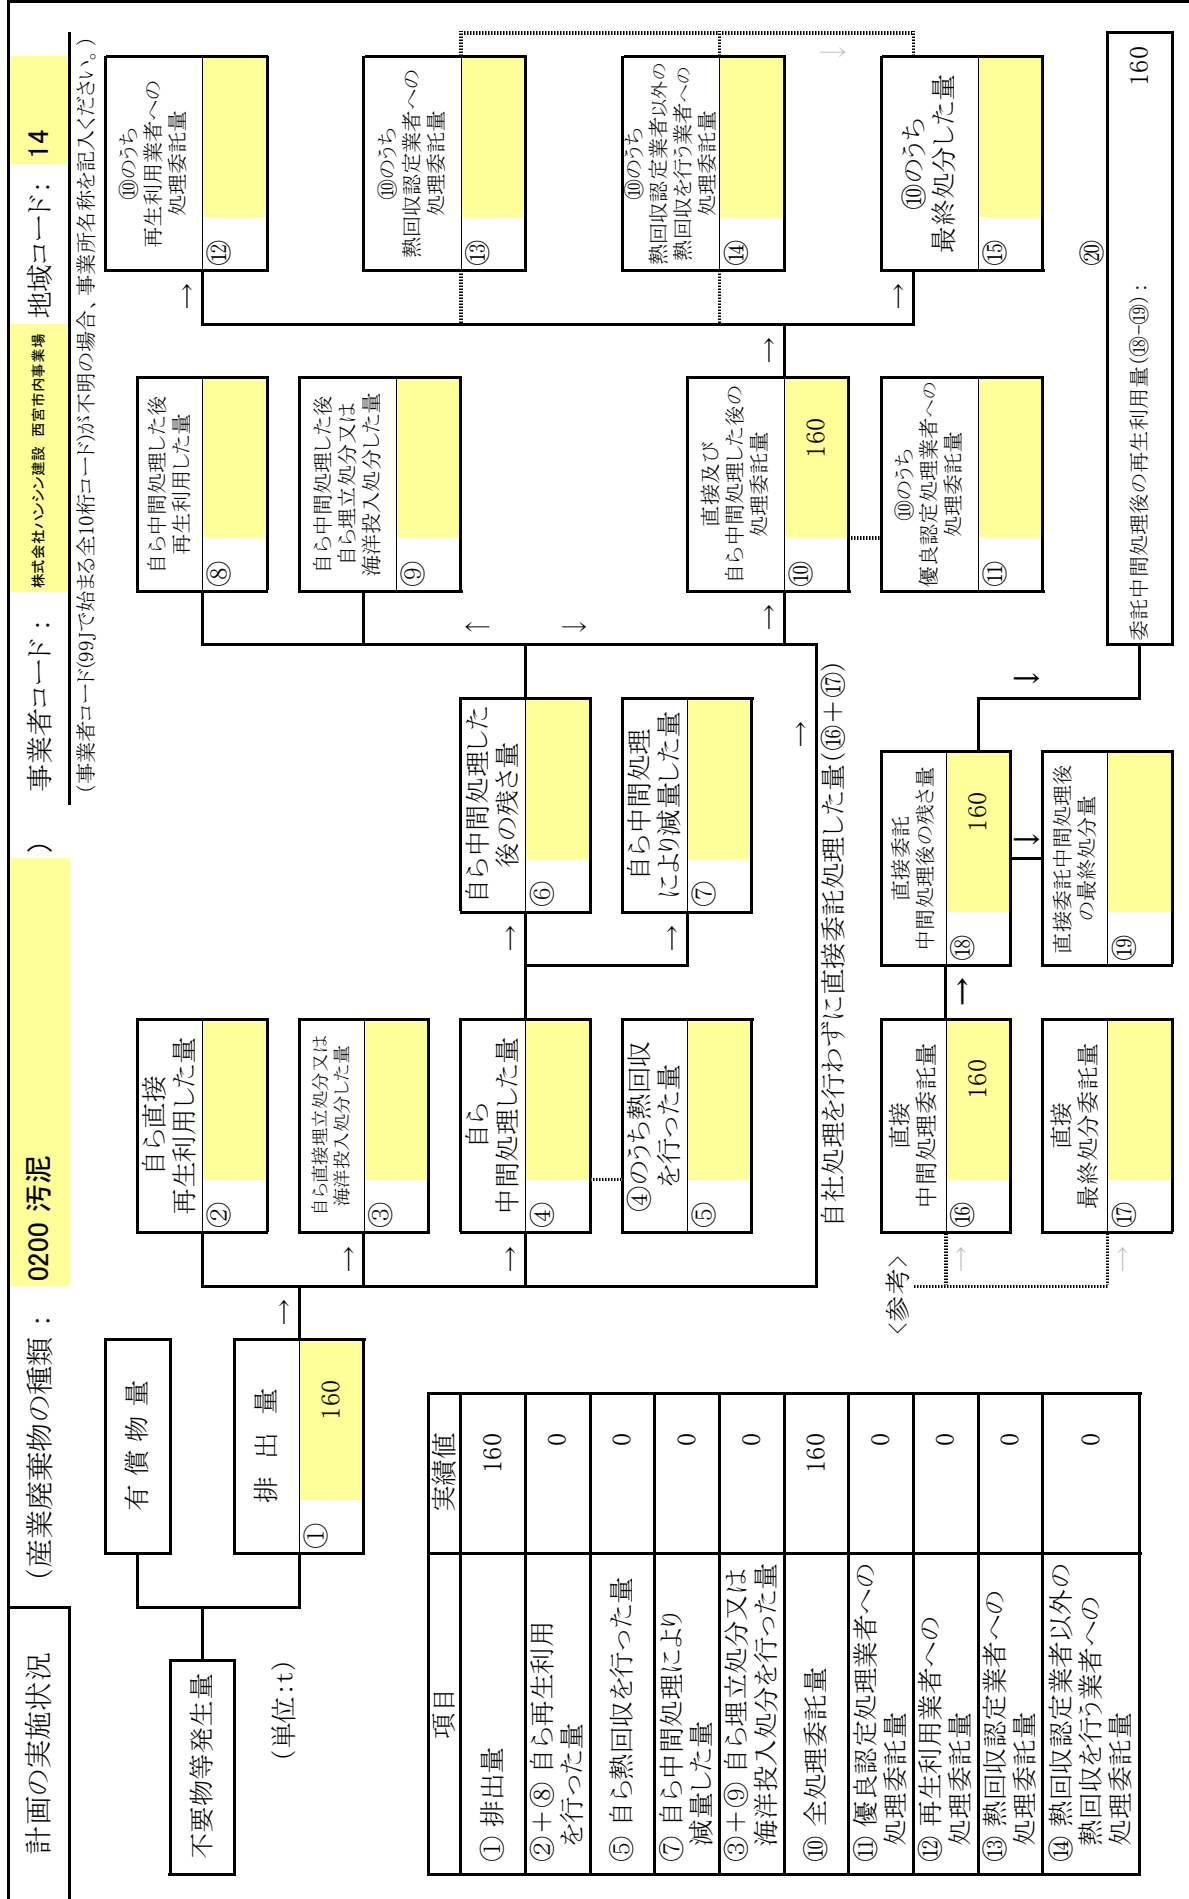 計画の実施状況
(産業廃棄物の種類：
0200 汚泥
)
事業者コード：
株式会社ハンシン建設 西宮市内事業場
地域コード：
14
(事業者コード(99Jで始まる全10桁コード)が不明の場合、事業所名称を記入ください。)
不要物等発生量
(単位:t)
有 償 物 量
排 出 量
①
160
→
自ら直接
再生利用した量
②
→
自ら直接埋立処分又は
海洋投入処分した量
③
→
自ら
中間処理した量
④
④のうち熱回収
を行った量
⑤
→
自ら中間処理した
後の残さ量
⑥
→
自ら中間処理
により減量した量
⑦
自ら中間処理した後
再生利用した量
⑧
自ら中間処理した後
自ら埋立処分又は
海洋投入処分した量
⑨
↑
↓
→
自社処理を行わずに直接委託処理した量(⑯＋⑰)
→
直接及び
自ら中間処理した後の
処理委託量
⑩
160
→
⑩のうち
優良認定処理業者への
処理委託量
⑪
→
⑩のうち
再生利用業者への
処理委託量
⑫
⑩のうち
熱回収認定業者への
処理委託量
⑬
⑩のうち
熱回収認定業者以外の
熱回収を行う業者への
処理委託量
⑭
↓
→
⑩のうち
最終処分した量
⑮
<参考>
→
直接
中間処理委託量
⑯
160
→
直接
最終処分委託量
⑰
→
直接委託
中間処理後の残さ量
⑱
160
↓
直接委託中間処理後
の最終処分量
⑲
↓
⑳
委託中間処理後の再生利用量(⑱-⑲)：
160
項目
実績値
① 排出量
160
②＋⑧ 自ら再生利用
を行った量
0
⑤ 自ら熱回収を行った量
0
⑦ 自ら中間処理により
減量した量
0
③＋⑨ 自ら埋立処分又は
海洋投入処分を行った量
0
⑩ 全処理委託量
160
⑪ 優良認定処理業者への
処理委託量
0
⑫ 再生利用業者への
処理委託量
0
⑬ 熱回収認定業者への
処理委託量
0
⑭ 熱回収認定業者以外の
熱回収を行う業者への
処理委託量
0